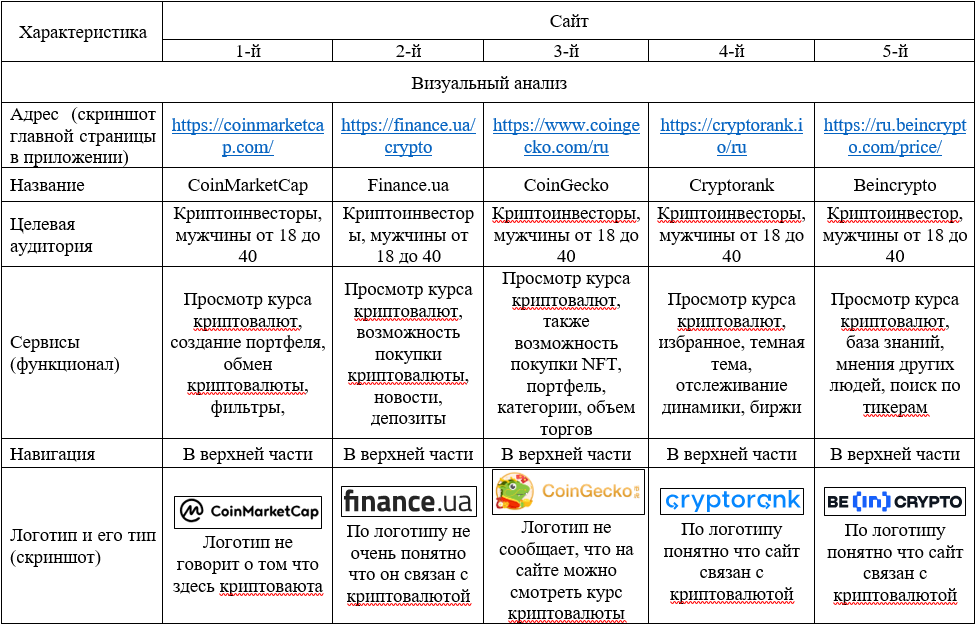 Характеристика
Сайт
1-й
2-й
3-й
4-й
5-й
Визуальный анализ
Адрес (скриншот
главной страницы
в приложении)
https://coinmarketca
p.com/
https://finance.ua/
crypto
https://www.coinge
cko.com/ru
https://cryptorank.i
o/ru
https://ru.beincrypt
o.com/price/
Название
CoinMarketCap
Finance.ua
CoinGecko
Cryptorank
Beincrypto
Целевая
аудитория
Криптоинвесторы,
мужчины от 18 до
40
Криптоинвестор
ы, мужчины от
18 до 40
Криптоинвесторы,
мужчины от 18 до
40
Криптоинвесторы,
мужчины от 18 до
40
Криптоинвестор,
мужчины от 18 до
40
Сервисы
(функционал)
Просмотр курса
криптовалют,
создание портфеля,
обмен
криптовалюты,
фильтры,
Просмотр курса
криптовалют,
возможность
покупки
криптовалюты,
новости,
депозиты
Просмотр курса
криптовалют,
также
возможность
покупки NFT,
портфель,
категории, объем
торгов
Просмотр курса
криптовалют,
избранное, темная
тема,
отслеживание
динамики, биржи
Просмотр курса
криптовалют,
база знаний,
мнения других
людей, поиск по
тикерам
Навигация
В верхней части
В верхней части
В верхней части
В верхней части
В верхней части
Логотип и его тип
(скриншот)
CoinMarketCap
Логотип не
говорит о том что
здесь криптоваюта
finance.ua
По логотипу не
очень понятно
что он связан с
криптовалютой
CoinGecko
Логотип не
сообщает, что на
сайте можно
смотреть курс
криптовалюты
cryptorank
По логотипу
понятно что сайт
связан с
криптовалютой
BE [in] CRYPTO
По логотипу
понятно что сайт
связан с
криптовалютой